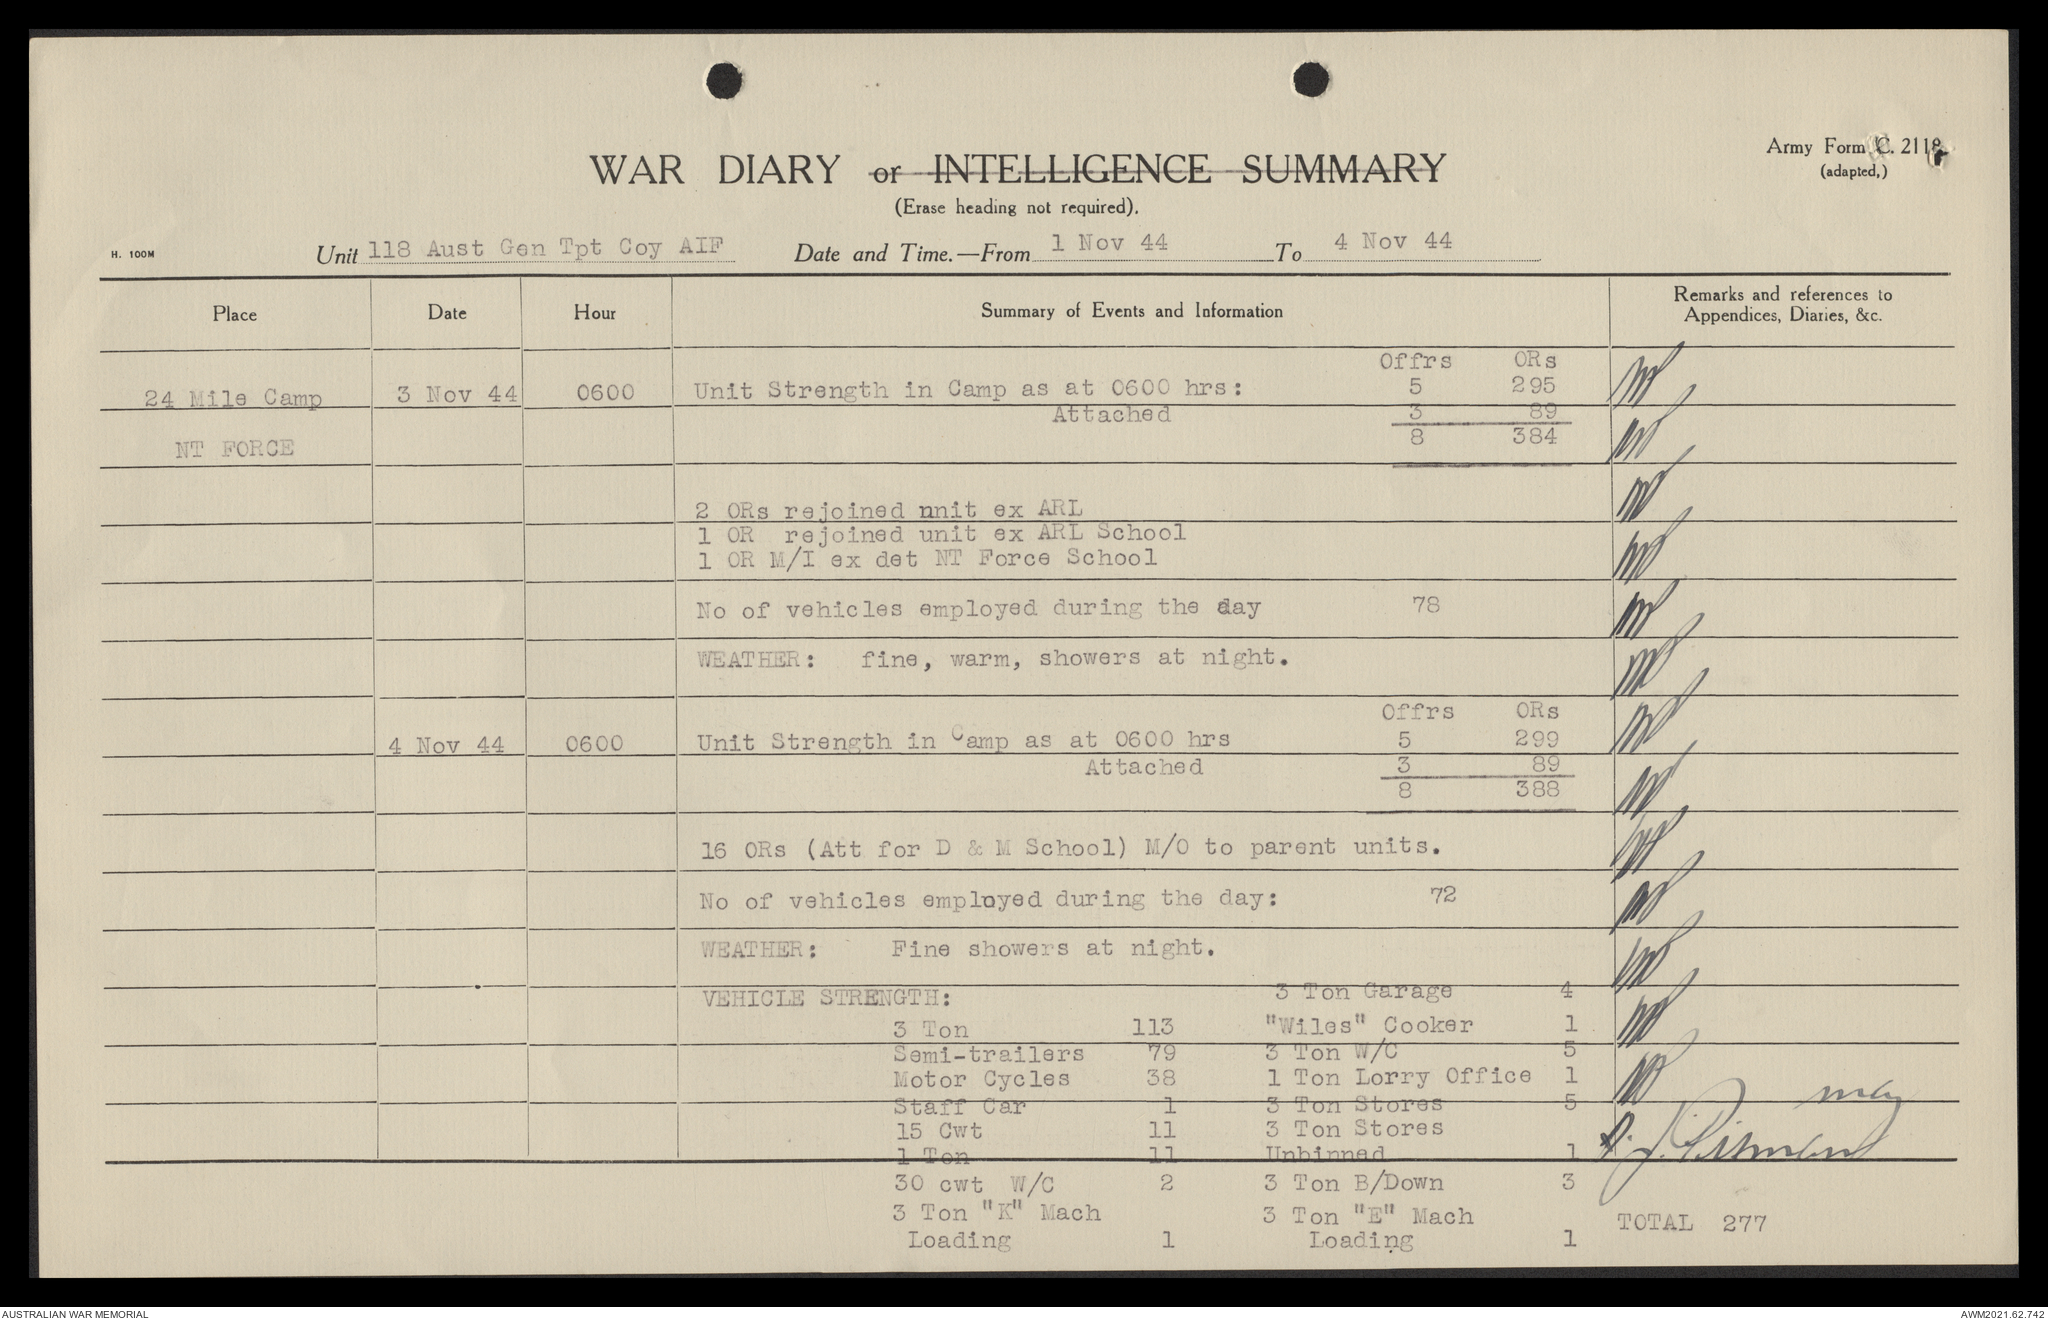 WAR DIARY or INTELLIGENCE SUMMARY
(Erase heading not required).
Army Form C. 2118
(adapted,)
H. 100M
Unit 118 Aust Gen Tpt Coy AIF Date and Time.—From 1 Nov 44 To 4 Nov 44
Place Date Hour Summary of Events and Information Remarks and references to
Appendices, Diaries, &c.
Offrs ORs
24 Mile Camp 3 Nov 44 0600 Unit Strength in Camp as at 0600 hrs: 5 295
Attached 3 89
NT FORCE 8 384
2 ORs rejoined nnit ex ARL
1 OR rejoined unit ex ARL School
1 OR M/I ex det NT Force School
No of vehicles employed during the day 78
WEATHER: fine, warm, showers at night.
Offrs ORs
4 Nov 44 0600 Unit Strength in Camp as at 0600 hrs 5 299
Attached 3 89
8 388
16 ORs (Att for D & M School) M/O to parent units.
No of vehicles employed during the day: 72
WEATHER: Fine showers at night.
VEHICLE STRENGTH: 3 Ton Garage 4
3 Ton 113 "Wiles" Cooker 1
Semi-trailers 79 3 Ton W/C 5
Motor Cycles 38 1 Ton Lorry Office 1
Staff Car 1 3 Ton Stores 5
15 Cwt 11 3 Ton Stores
1 Ton 11 Unbinned 1
30 cwt W/C 2 3 Ton B/Down 3
3 Ton "K" Mach 3 Ton "E" Mach
Loading 1 Loading 1
TOTAL 277
AUSTRALIAN WAR MEMORIAL
AWM2021.62.742